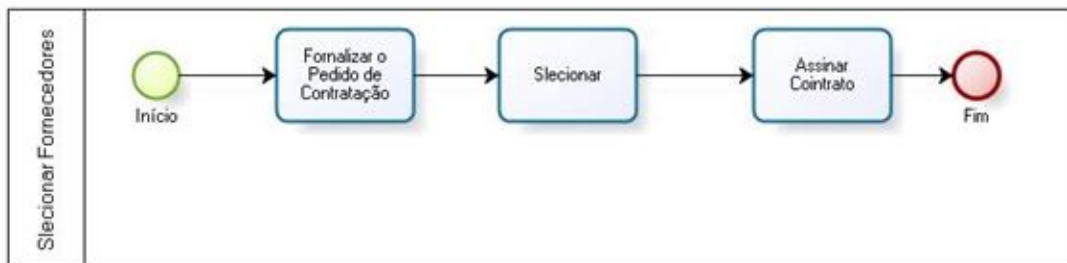 Slecionar Fornecedores
Início
Fornalizar o
Pedido de
Contratação
Slecionar
Assinar
Cointrato
Fim